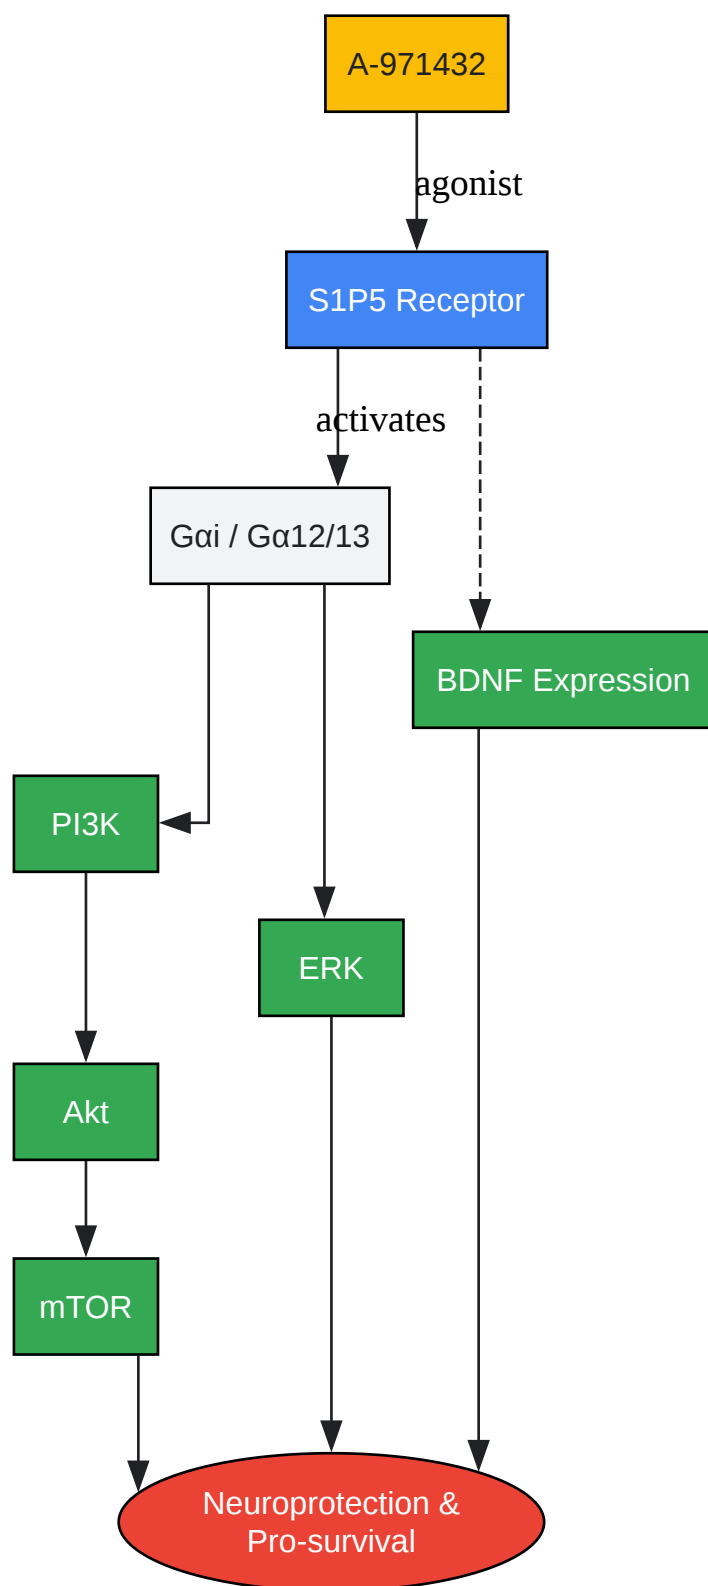 A-971432
agonist
S1P5 Receptor
activates
Gαi / Gα12/13
BDNF Expression
PI3K
ERK
Akt
mTOR
Neuroprotection &
Pro-survival